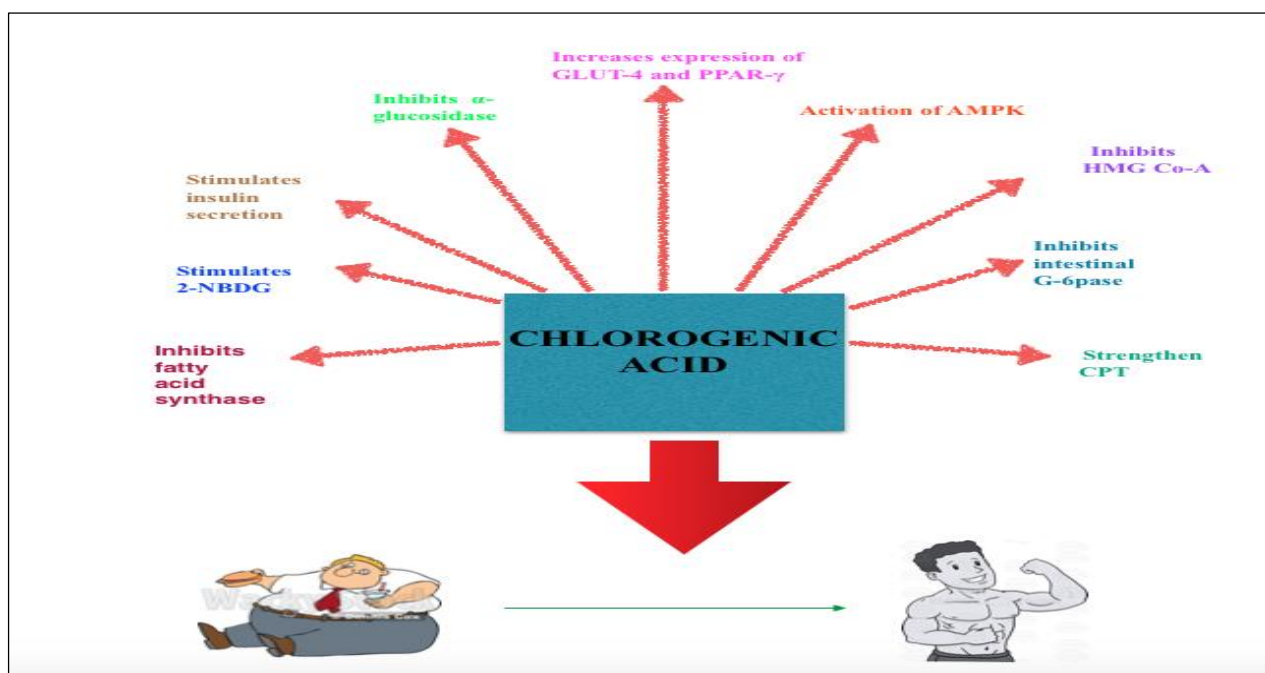 Increases expression of
GLUT-4 and PPAR-γ
Inhibits α-
glucosidase
Activation of AMPK
Inhibits
HMG Co-A
Stimulates
insulin
secretion
Stimulates
2-NBDG
Inhibits
intestinal
G-6pase
Inhibits
fatty
acid
synthase
CHLOROGENIC
ACID
Strengthen
CPT